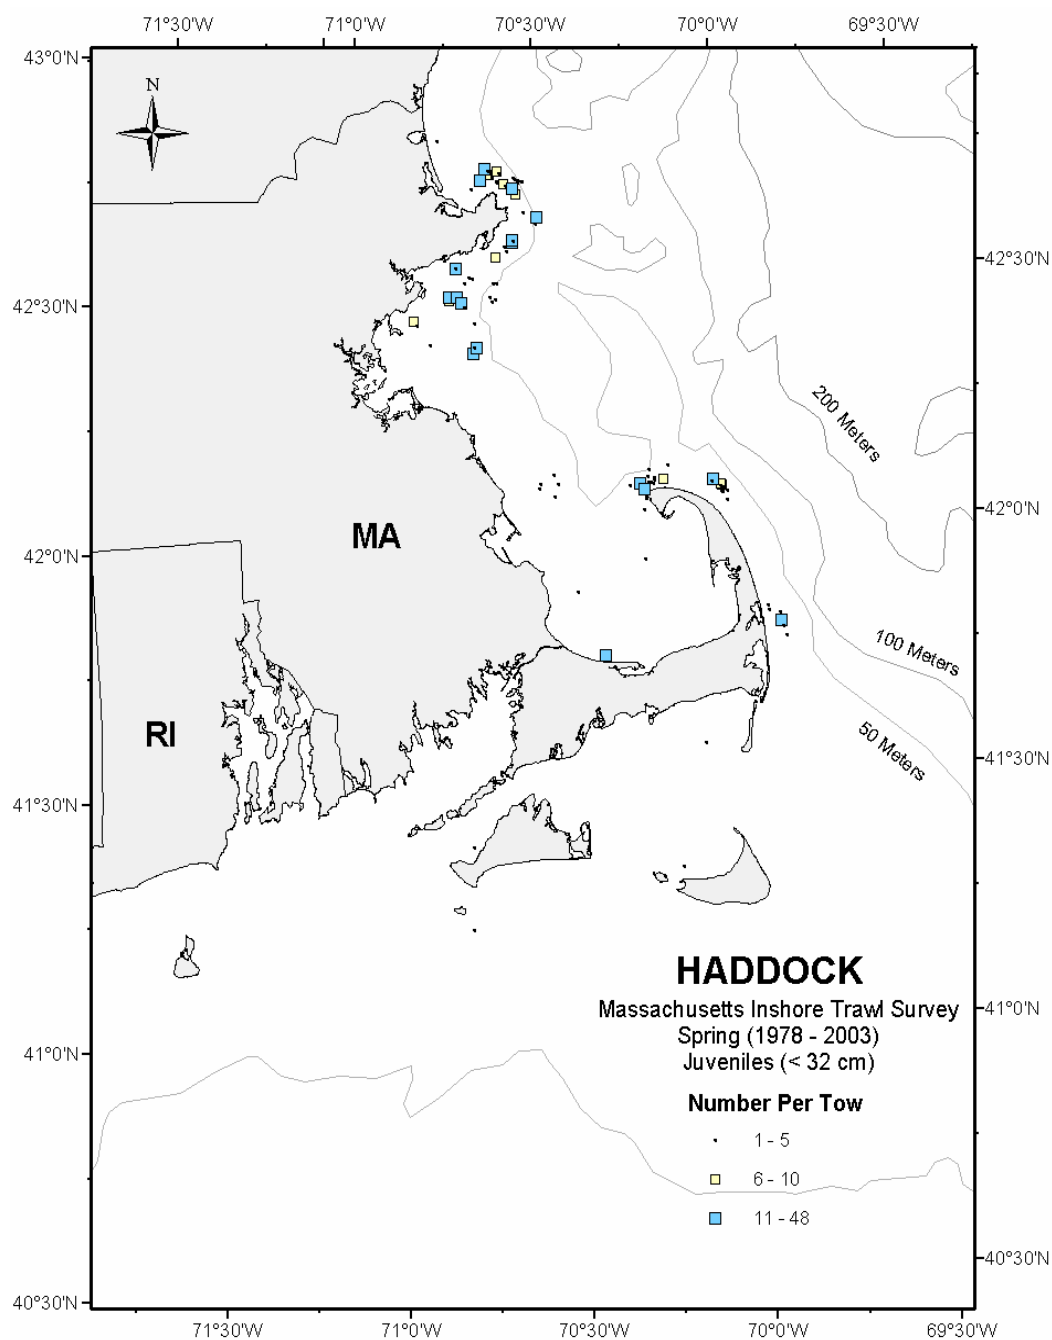 71°30'W 71°0'W 70°30'W 70°0'W 69°30'W
43°0'N
N
42°30'N
42°30'N
200 Meters
42°0'N
MA
42°0'N
100 Meters
RI
50 Meters
41°30'N
41°30'N
HADDOCK
Massachusetts Inshore Trawl Survey
41°0'N
Spring (1978 - 2003)
41°0'N
Juveniles (< 32 cm)
Number Per Tow
1 - 5
6 - 10
11 - 48
40°30'N
40°30'N
71°30'W 71°0'W 70°30'W 70°0'W 69°30'W